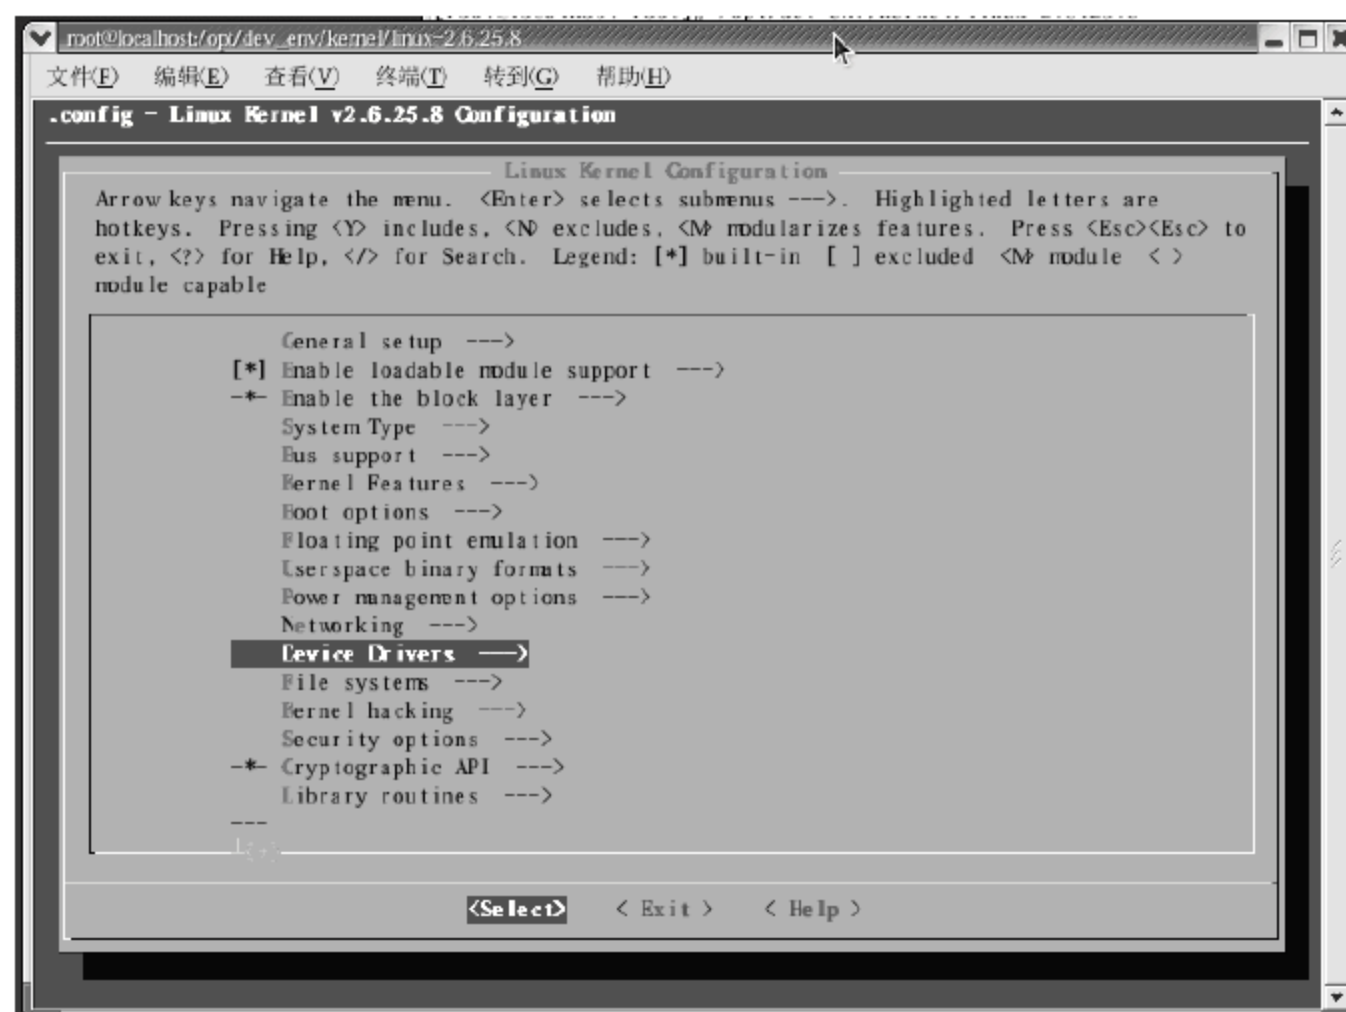 root@localhost:/opt/dev_env/kernel/linux-2.6.25.8
文件(F) 编辑(E) 查看(V) 终端(T) 转到(G) 帮助(H)
.config - Linux Kernel v2.6.25.8 Configuration
Linux Kernel Configuration
Arrow keys navigate the menu. <Enter> selects submenus --->. Highlighted letters are
hotkeys. Pressing <Y> includes, <N> excludes, <M> modularizes features. Press <Esc><Esc> to
exit, <?> for Help, </> for Search. Legend: [*] built-in [ ] excluded <M> module < >
module capable
General setup --->
[*] Enable loadable module support --->
-*- Enable the block layer --->
System Type --->
Bus support --->
Kernel Features --->
Boot options --->
Floating point emulation --->
Userspace binary formats --->
Power management options --->
Networking --->
Device Drivers --->
File systems --->
Kernel hacking --->
Security options --->
-*- Cryptographic API --->
Library routines --->
---
<Select> < Exit > < Help >